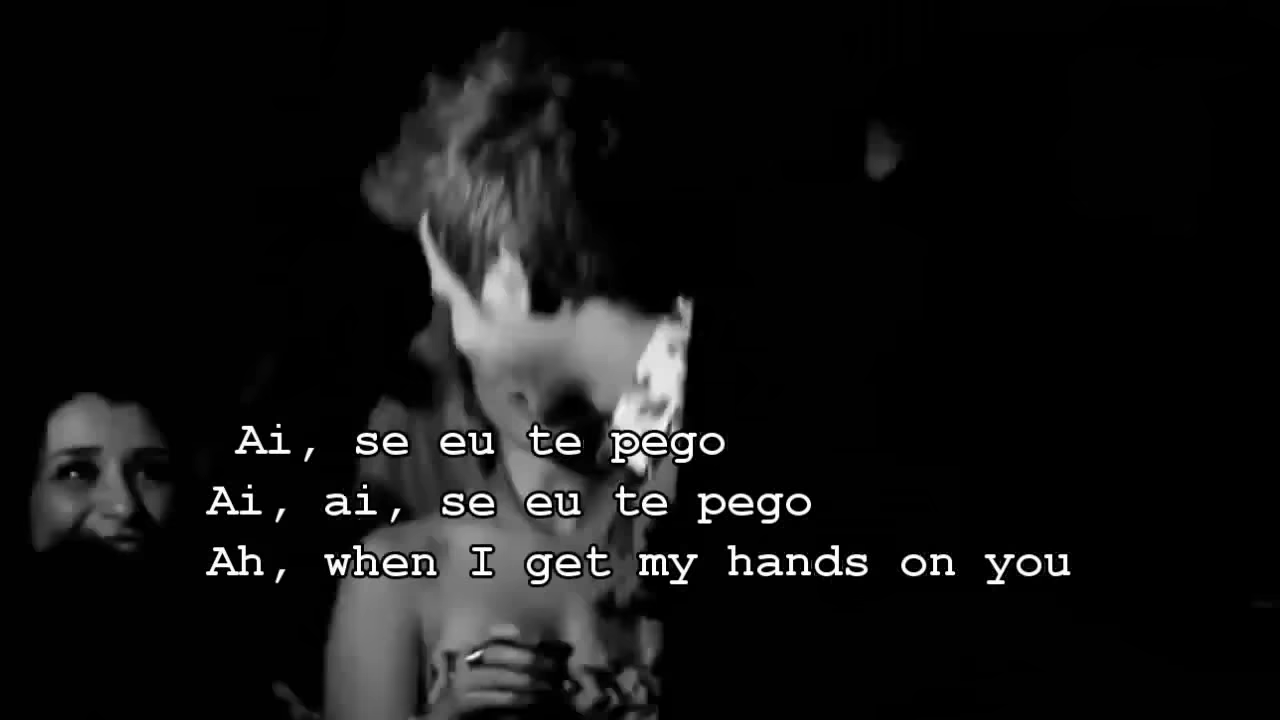 Ai, se eu te pego
Ai, ai, se eu te pego
Ah, when I get my hands on you